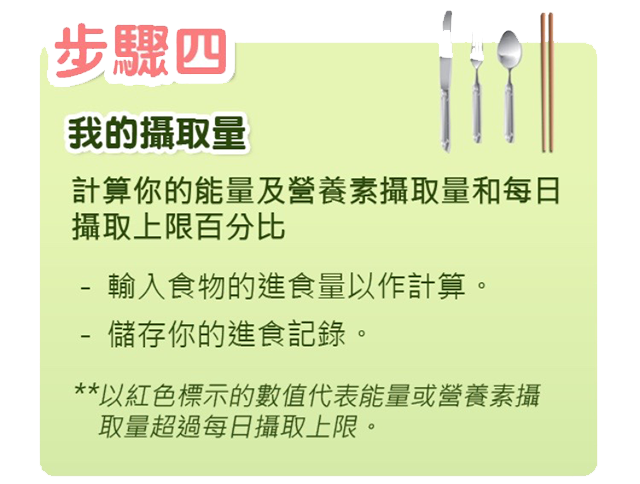 步驟四
我的攝取量
計算你的能量及營養素攝取量和每日
攝取上限百分比
- 輸入食物的進食量以作計算。
- 儲存你的進食記錄。
**以紅色標示的數值代表能量或營養素攝
取量超過每日攝取上限。